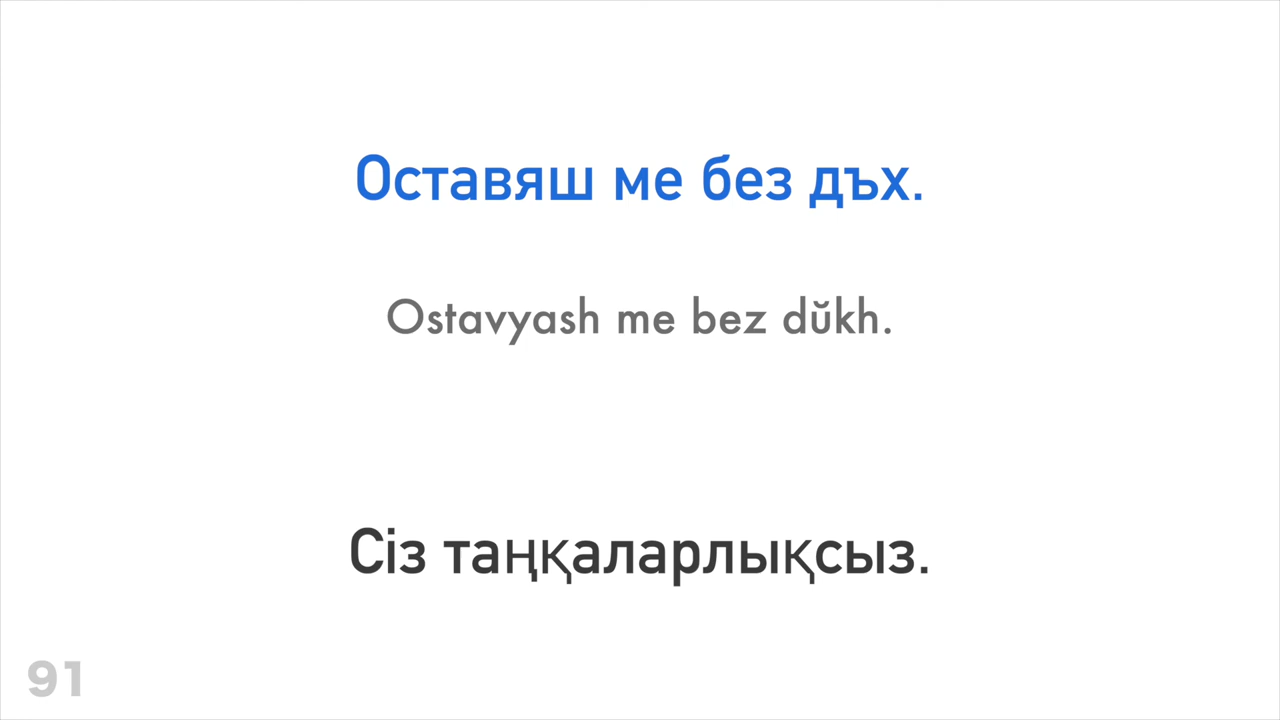 Оставяш ме без дъх.
Ostavyash me bez dŭkh.
Сіз таңқаларлықсыз.
91